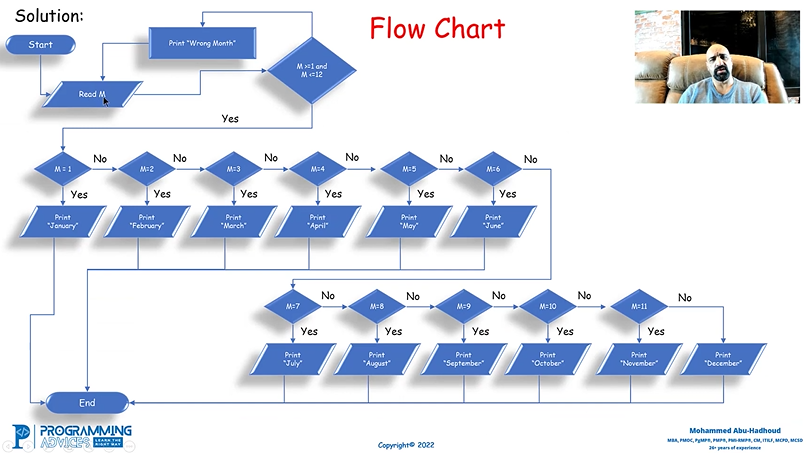 Solution:
Flow Chart
Start
Print "Wrong Month"
M >=1 and
M <=12
Read M
Yes
M = 1
No
M=2
No
M=3
No
M=4
No
M=5
No
M=6
No
Yes
Yes
Yes
Yes
Yes
Yes
Print
"January"
Print
"February"
Print
"March"
Print
"April"
Print
"May"
Print
"June"
M=7
No
M=8
No
M=9
No
M=10
No
M=11
No
Yes
Yes
Yes
Yes
Yes
Print
"July"
Print
"August"
Print
"September"
Print
"October"
Print
"November"
Print
"December"
End
PROGRAMMING
ADVICES
LEARN THE
RIGHT WAY
Copyright© 2022
Mohammed Abu-Hadhoud
MBA, PMOC, PgMP®, PMP®, PMI-RMP®, CM, ITILF, MCPD, MCSD
26+ years of experience